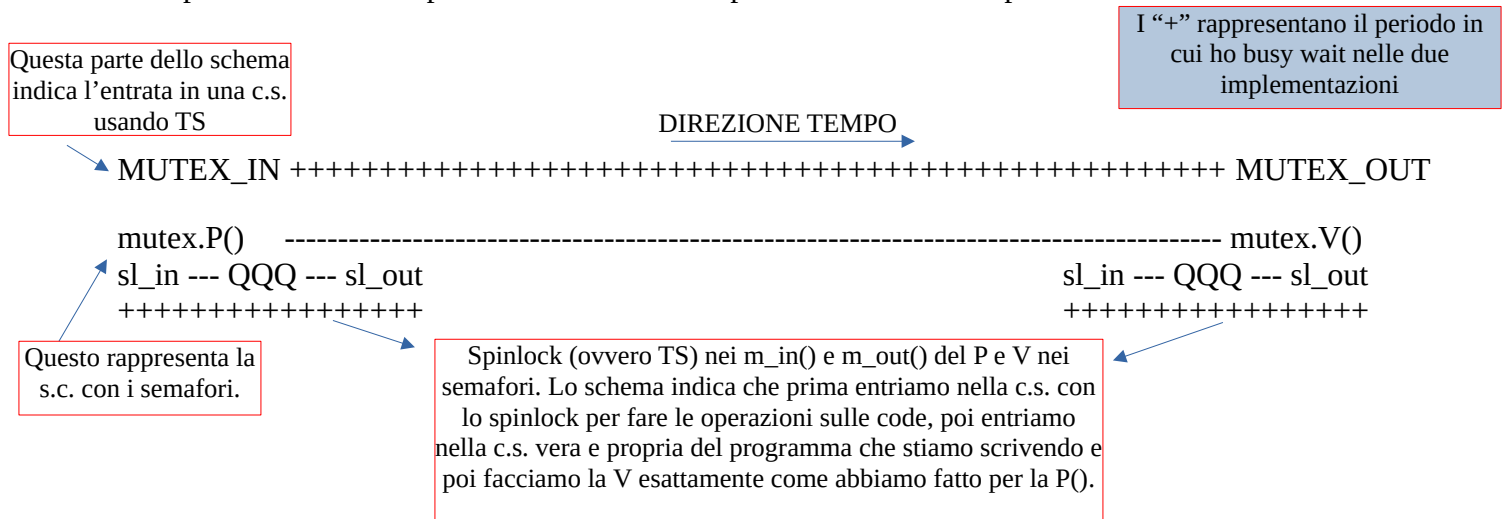 I “+” rappresentano il periodo in
cui ho busy wait nelle due
implementazioni
Questa parte dello schema
indica l’entrata in una c.s.
usando TS
DIREZIONE TEMPO
MUTEX_IN ++++++++++++++++++++++++++++++++++++++++++++++++++++ MUTEX_OUT
mutex.P() ---------------------------------------------------------------------------------------- mutex.V()
sl_in --- QQQ --- sl_out sl_in --- QQQ --- sl_out
+++++++++++++++++ +++++++++++++++++
Questo rappresenta la
s.c. con i semafori.
Spinlock (ovvero TS) nei m_in() e m_out() del P e V nei
semafori. Lo schema indica che prima entriamo nella c.s. con
lo spinlock per fare le operazioni sulle code, poi entriamo
nella c.s. vera e propria del programma che stiamo scrivendo e
poi facciamo la V esattamente come abbiamo fatto per la P().